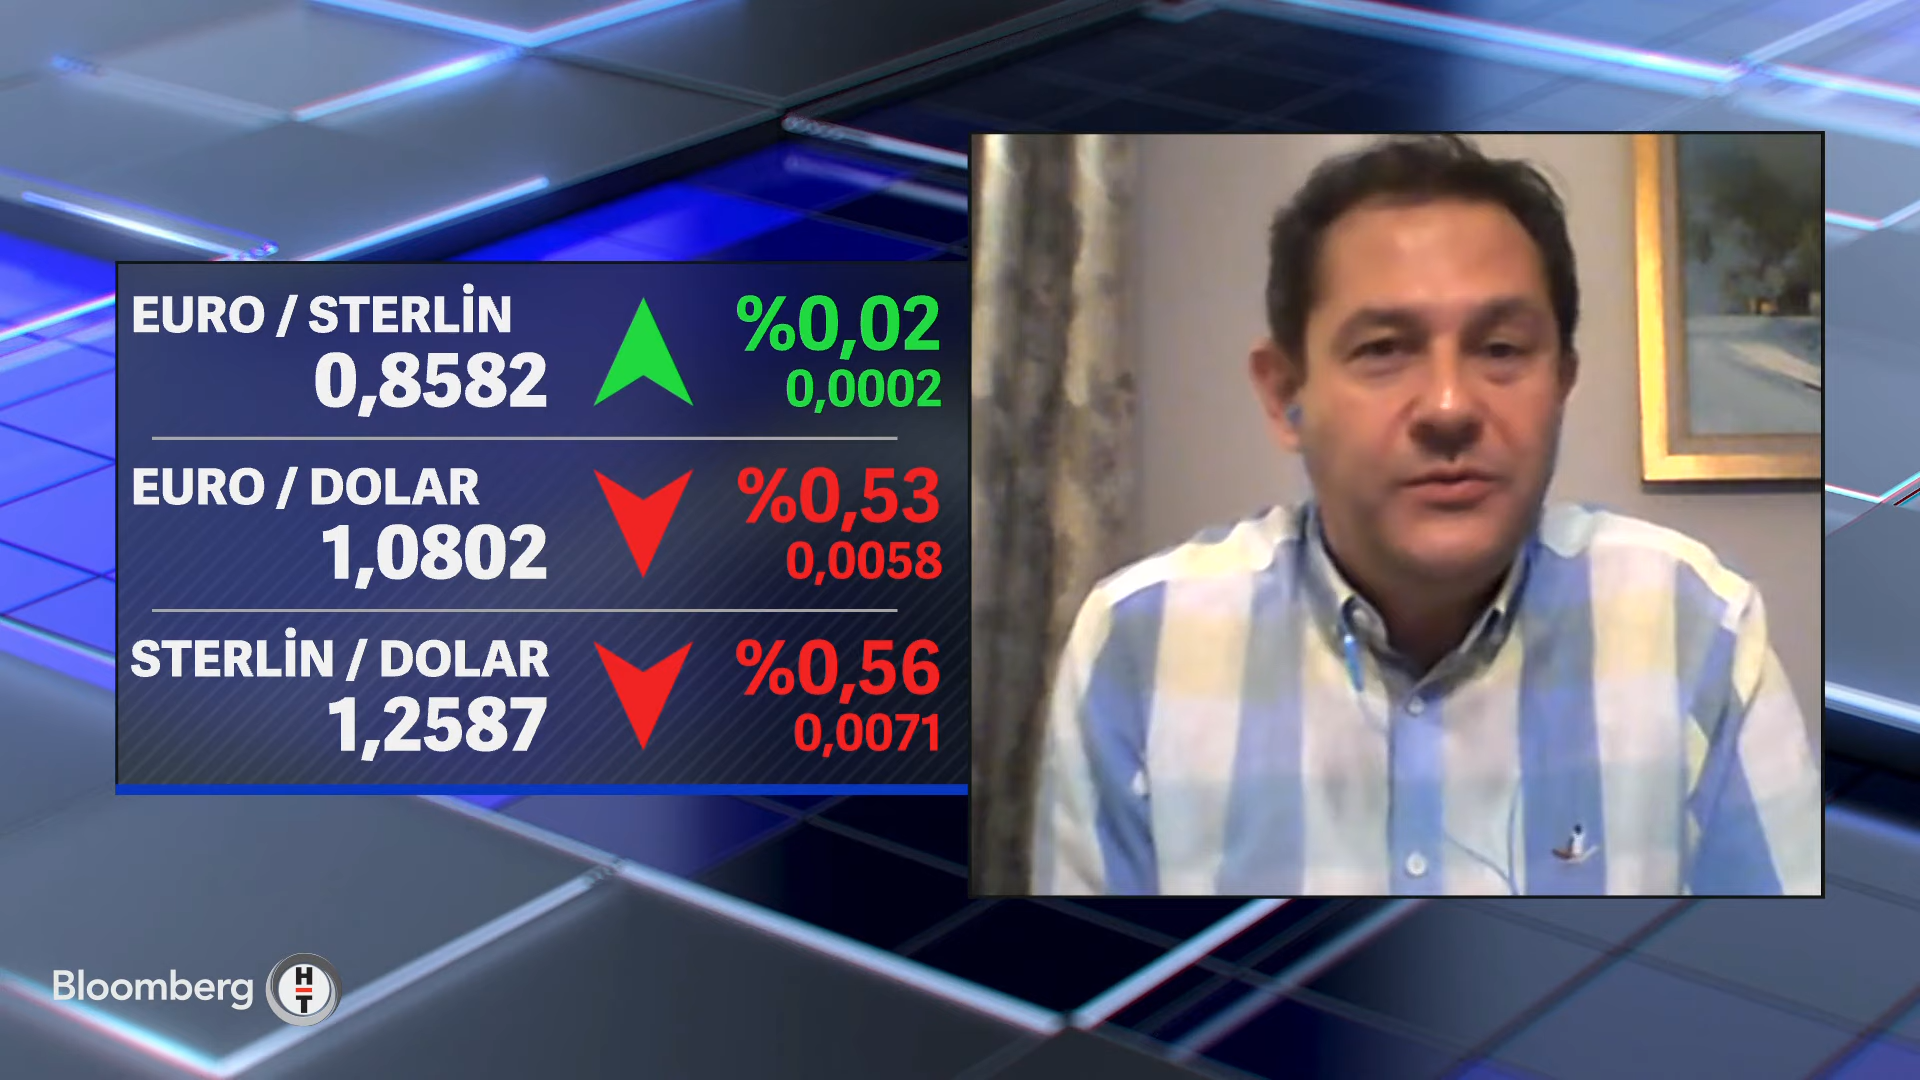 EURO / STERLİN
0,8582
%0,02
0,0002
EURO / DOLAR
1,0802
%0,53
0,0058
STERLİN / DOLAR
1,2587
%0,56
0,0071
Bloomberg HT